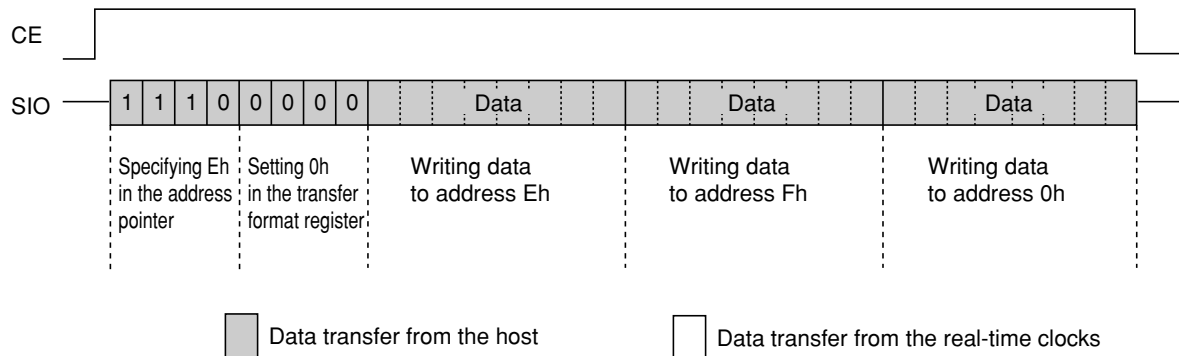 CE
SIO 1 1 1 0 0 0 0 0 Data Data Data
Specifying Eh
in the address
pointer
Setting 0h
in the transfer
format register
Writing data
to address Eh
Writing data
to address Fh
Writing data
to address 0h
Data transfer from the host
Data transfer from the real-time clocks